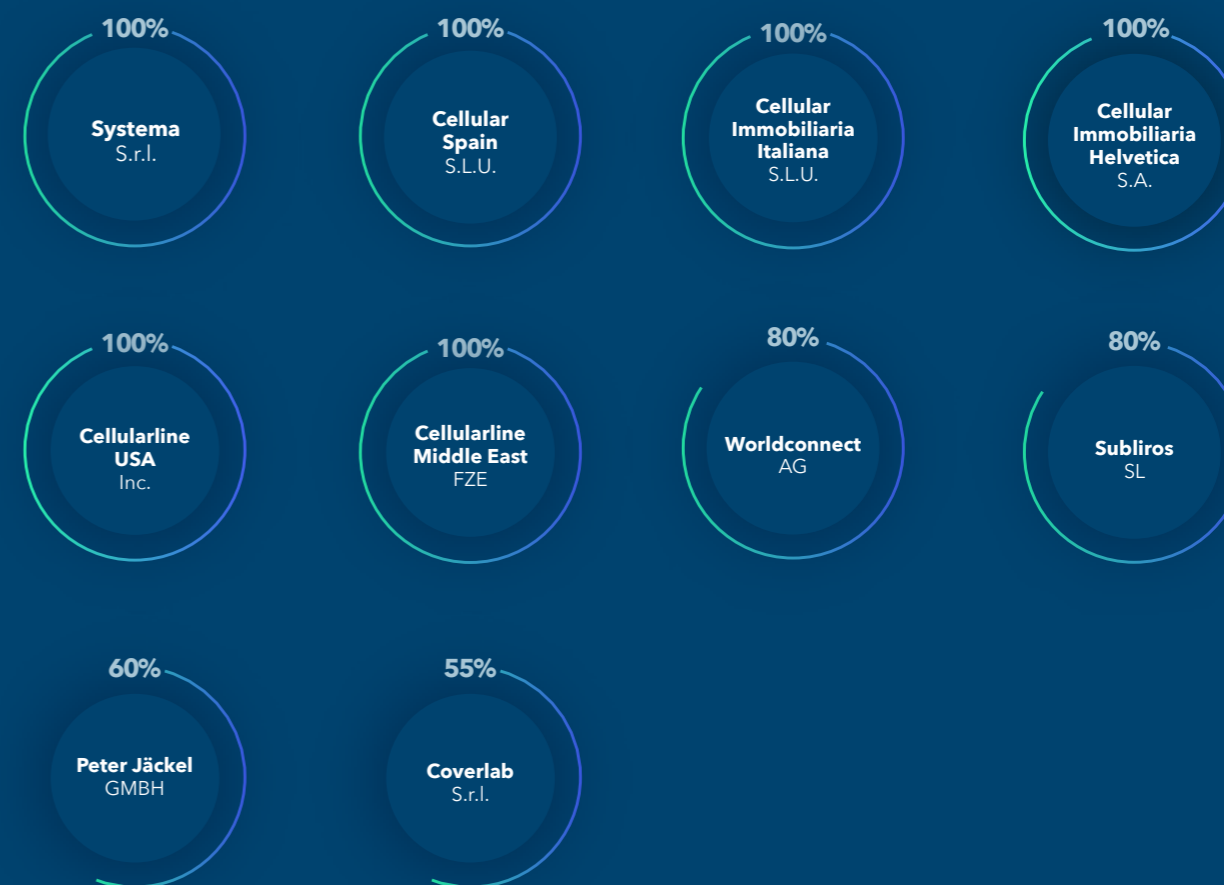 100%
Systema
S.r.l.
100%
Cellular
Spain
S.L.U.
100%
Cellular
Immobiliaria
Italiana
S.L.U.
100%
Cellular
Immobiliaria
Helvetica
S.A.
100%
Cellularline
USA
Inc.
100%
Cellularline
Middle East
FZE
80%
Worldconnect
AG
80%
Subliros
SL
60%
Peter Jäckel
GMBH
55%
Coverlab
S.r.l.